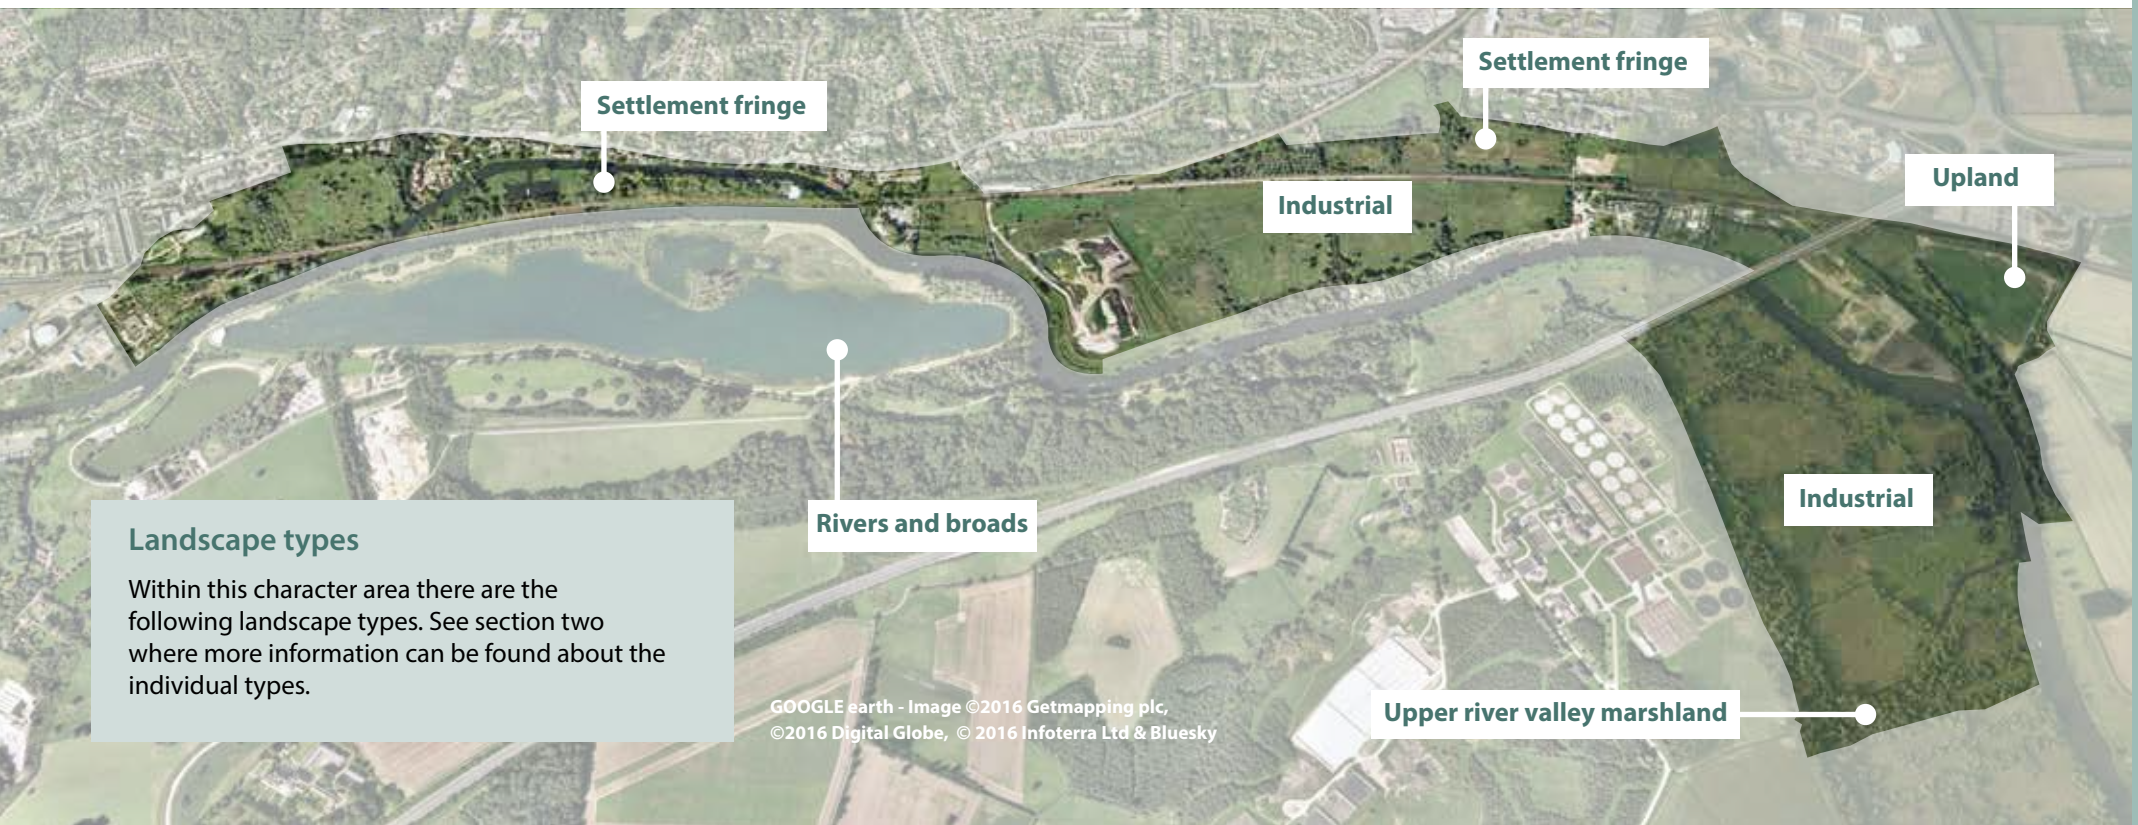 Settlement fringe
Settlement fringe
Upland
Industrial
Industrial
Rivers and broads
Upper river valley marshland
Landscape types
Within this character area there are the
following landscape types. See section two
where more information can be found about the
individual types.
GOOGLE earth - Image ©2016 Getmapping plc,
©2016 Digital Globe, © 2016 Infoterra Ltd & Bluesky